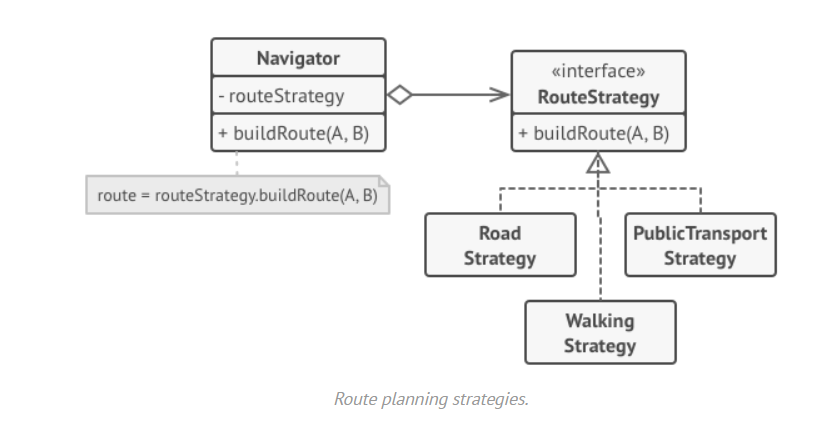 Navigator
- routeStrategy
+ buildRoute(A, B)
route = routeStrategy.buildRoute(A, B)
«interface»
RouteStrategy
+ buildRoute(A, B)
Road
Strategy
PublicTransport
Strategy
Walking
Strategy
Route planning strategies.